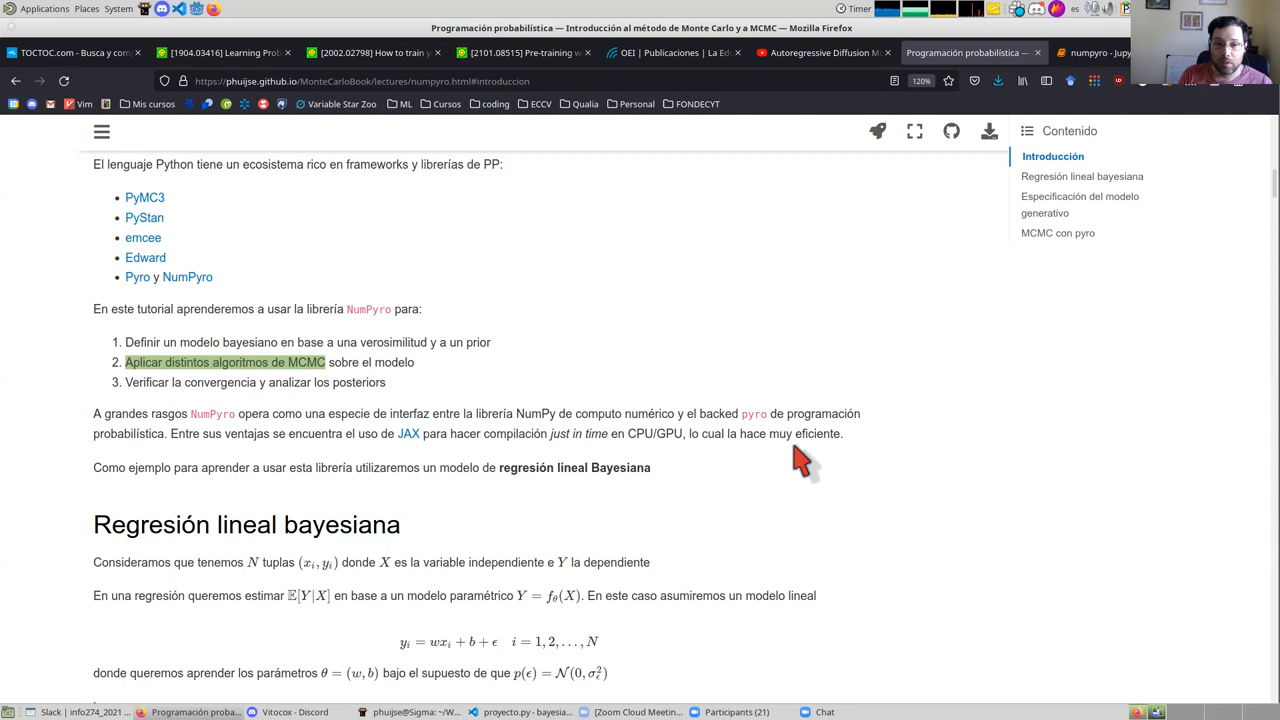 Applications Places System
Timer
es
Programación probabilística — Introducción al método de Monte Carlo y a MCMC — Mozilla Firefox
TOCTOC.com - Busca y com
[1904.03416] Learning Prob
[2002.02798] How to train y
[2101.08576] Training w
OEI | Publicaciones | La Ed
Autoregressive Diffusion M
Programación probabilística —
numpyro - Jupy
https://phuijse.github.io/MonteCarloBook/lectures/numpyro.html#introduccion
120%
Vim
Mis cursos
Variable Star Zoo
ML
Cursos
coding
ECCV
Qualia
Personal
FONDECYT
Contenido
Introducción
Regresión lineal bayesiana
Especificación del modelo
generativo
MCMC con pyro
El lenguaje Python tiene un ecosistema rico en frameworks y librerías de PP:
• PyMC3
• PyStan
• emcee
• Edward
• Pyro y NumPyro
En este tutorial aprenderemos a usar la librería NumPyro para:
1. Definir un modelo bayesiano en base a una verosimilitud y a un prior
2. Aplicar distintos algoritmos de MCMC sobre el modelo
3. Verificar la convergencia y analizar los posteriors
A grandes rasgos NumPyro opera como una especie de interfaz entre la librería NumPy de computo numérico y el backed pyro de programación
probabilística. Entre sus ventajas se encuentra el uso de JAX para hacer compilación just in time en CPU/GPU, lo cual la hace muy eficiente.
Como ejemplo para aprender a usar esta librería utilizaremos un modelo de regresión lineal Bayesiana
Regresión lineal bayesiana
Consideramos que tenemos N tuplas (x_i, y_i) donde X es la variable independiente e Y la dependiente
En una regresión queremos estimar 𝔼[Y|X] en base a un modelo paramétrico Y = f_θ(X). En este caso asumiremos un modelo lineal
y_i = wx_i + b + ϵ i = 1, 2, …, N
donde queremos aprender los parámetros θ = (w, b) bajo el supuesto de que p(ϵ) = 𝒩(0, σ_ϵ^2)
Slack | info274_2021
Programación proba...
Vitocox - Discord
phuijse@Sigma: ~/W...
proyecto.py - bayesia...
[Zoom Cloud Meetin...
Participants (21)
Chat